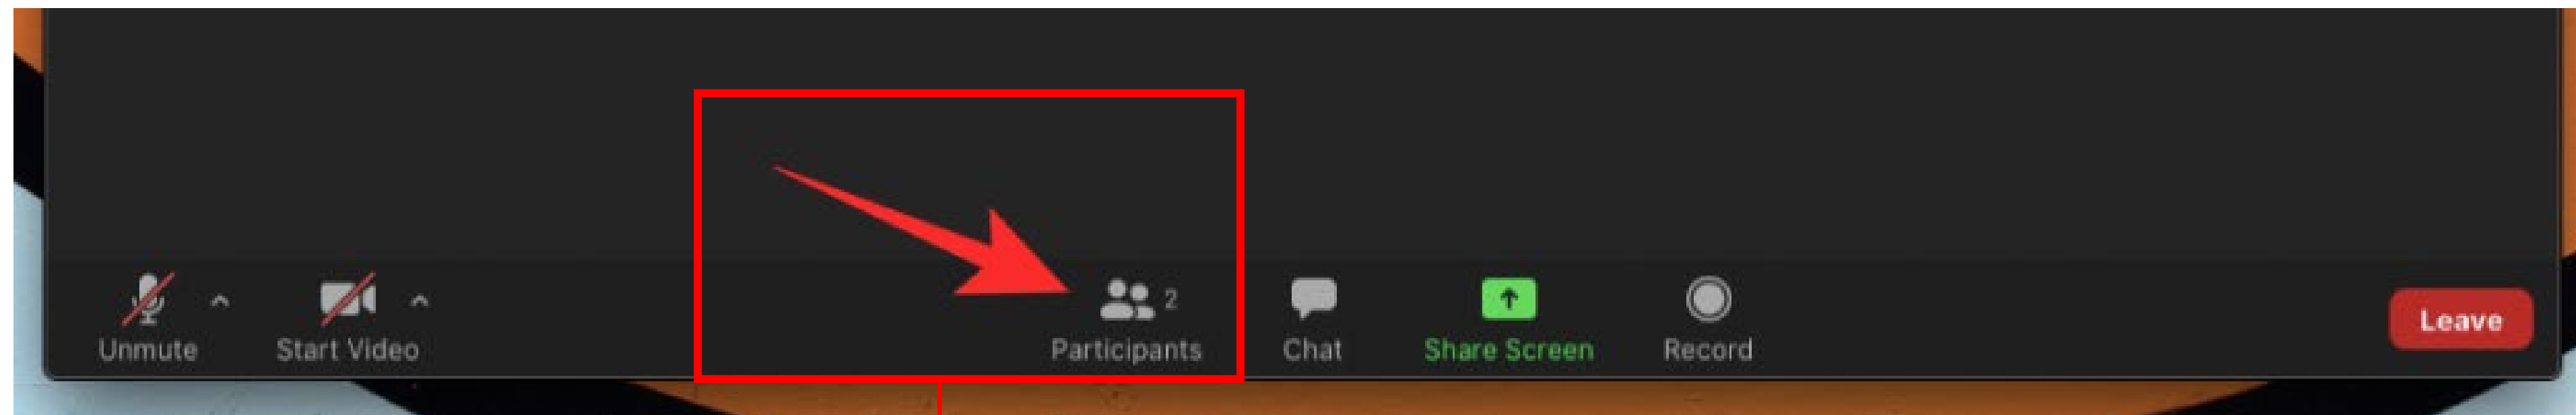 2
Unmute
Start Video
Participants
Chat
Share Screen
Record
Leave